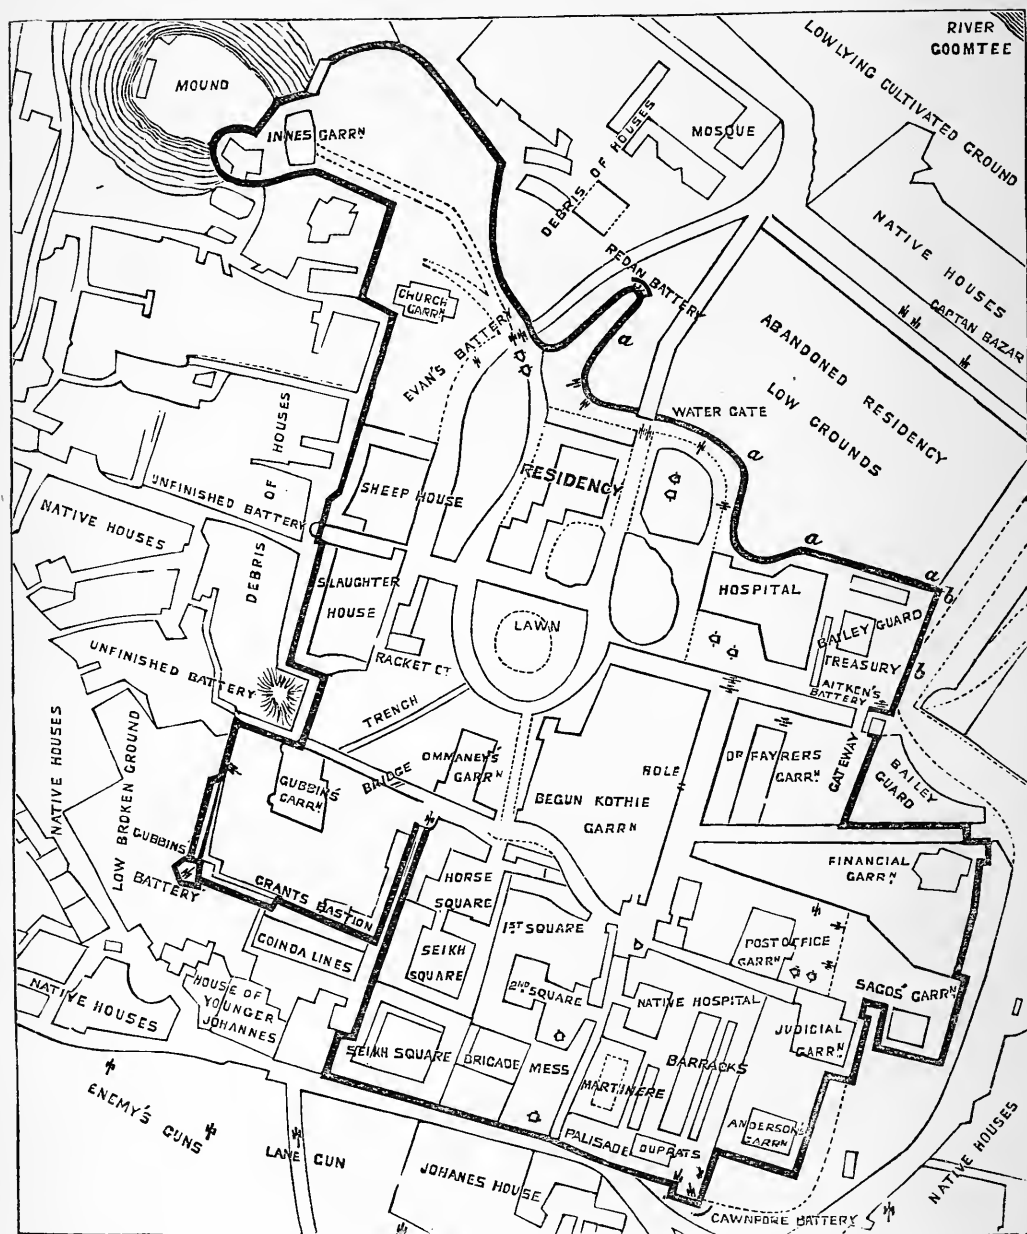 RIVER
GOOMTEE
LOW LYING CULTIVATED GROUND
MOUND
INNES GARRN
MOSQUE
DEBRIS OF HOUSES
NATIVE HOUSES
CAPTAN BAZAR
REDAN BATTERY
CHURCH
GARRN
EVAN'S BATTERY
a
ABANDONED RESIDENCY
LOW GROUNDS
WATER GATE
a
DEBRIS OF HOUSES
UNFINISHED BATTERY
SHEEP HOUSE
RESIDENCY
NATIVE HOUSES
a
a
b
SLAUGHTER
HOUSE
HOSPITAL
LAWN
BAILEY GUARD
TREASURY
b
RACKET CT.
UNFINISHED BATTERY
AITKEN'S
BATTERY
TRENCH
NATIVE HOUSES
LOW BROKEN GROUND
BRIDGE
OMMANEY'S
GARRN
GUBBINS'
GARRN
HOLE
DR FAYRERS
GARRN
GATEWAY
BAILEY
GUARD
BEGUN KOTHIE
GARRN
GUBBINS
BATTERY
GRANTS BASTION
HORSE
SQUARE
FINANCIAL
GARRN
1ST SQUARE
GOINDA LINES
SEIKH
SQUARE
POST OFFICE
GARRN
NATIVE HOUSES
HOUSE OF
YOUNGER
JOHANNES
2ND SQUARE
NATIVE HOSPITAL
SAGOS' GARRN
JUDICIAL
GARRN
SEIKH SQUARE
BRIGADE
MESS
BARRACKS
MARTINERE
ENEMY'S GUNS
ANDERSONS
GARRN
LANE GUN
PALISADE
DUPRATS
JOHANES HOUSE
NATIVE HOUSES
CAWNPORE BATTERY